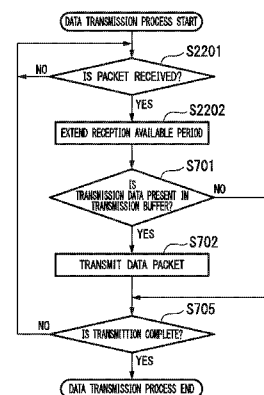 DATA TRANSMISSION PROCESS START
S2201
NO
IS PACKET RECEIVED?
YES
S2202
EXTEND RECEPTION AVAILABLE PERIOD
S701
IS
TRANSMISSION DATA PRESENT IN
TRANSMISSION BUFFER?
NO
YES
S702
TRANSMIT DATA PACKET
S705
NO
IS TRANSMITTION COMPLETE?
YES
DATA TRANSMISSION PROCESS END